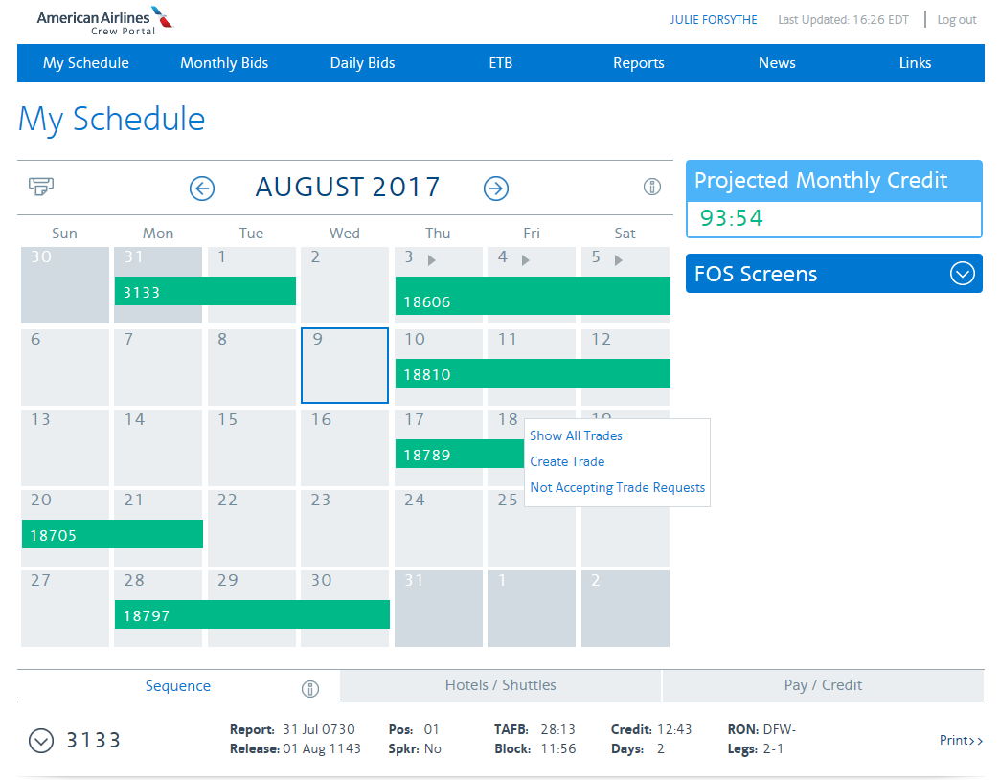 American Airlines
Crew Portal
JULIE FORSYTHE Last Updated: 16:26 EDT Log out
My Schedule Monthly Bids Daily Bids ETB Reports News Links
My Schedule
AUGUST 2017
Projected Monthly Credit
93:54
FOS Screens
Sun Mon Tue Wed Thu Fri Sat
30 31 1 2 3 4 5
3133 18606
6 7 8 9 10 11 12
18810
13 14 15 16 17 18 19
18789
Show All Trades
Create Trade
Not Accepting Trade Requests
20 21 22 23 24 25
18705
27 28 29 30 31 1 2
18797
Sequence Hotels / Shuttles Pay / Credit
3133
Report: 31 Jul 0730 Pos: 01 TAFB: 28:13 Credit: 12:43 RON: DFW-
Release: 01 Aug 1143 Spkr: No Block: 11:56 Days: 2 Legs: 2-1
Print>>